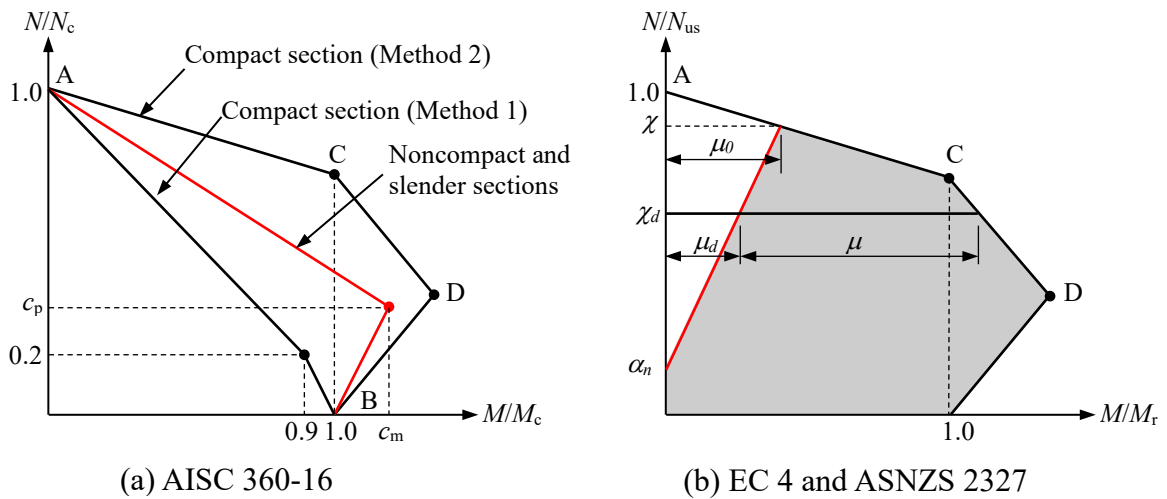 N/Nc
A
1.0
Compact section (Method 2)
Compact section (Method 1)
Noncompact and
slender sections
C
D
cp
0.2
B
M/Mc
0.9 1.0
cm
(a) AISC 360-16
N/Nus
A
1.0
χ
μ0
C
χd
μd
μ
D
αn
M/Mr
1.0
(b) EC 4 and ASNZS 2327